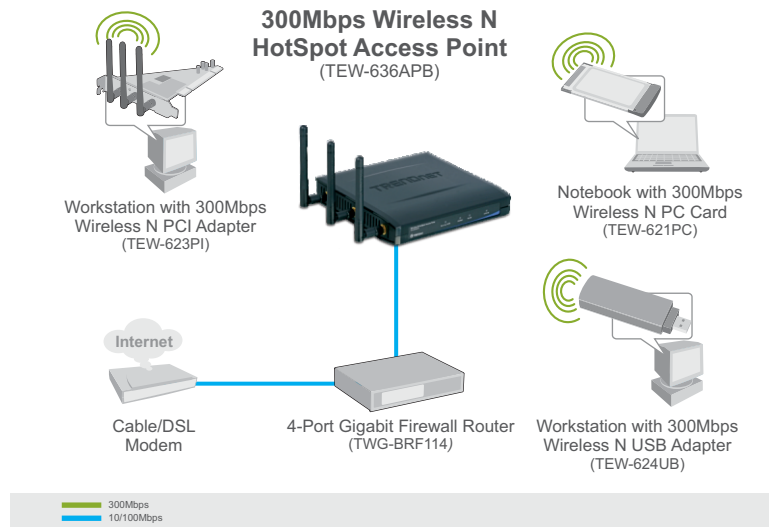 300Mbps Wireless N
HotSpot Access Point
(TEW-636APB)
TRENDNET
Workstation with 300Mbps
Wireless N PCI Adapter
(TEW-623PI)
Notebook with 300Mbps
Wireless N PC Card
(TEW-621PC)
Internet
Cable/DSL
Modem
4-Port Gigabit Firewall Router
(TWG-BRF114)
Workstation with 300Mbps
Wireless N USB Adapter
(TEW-624UB)
300Mbps
10/100Mbps